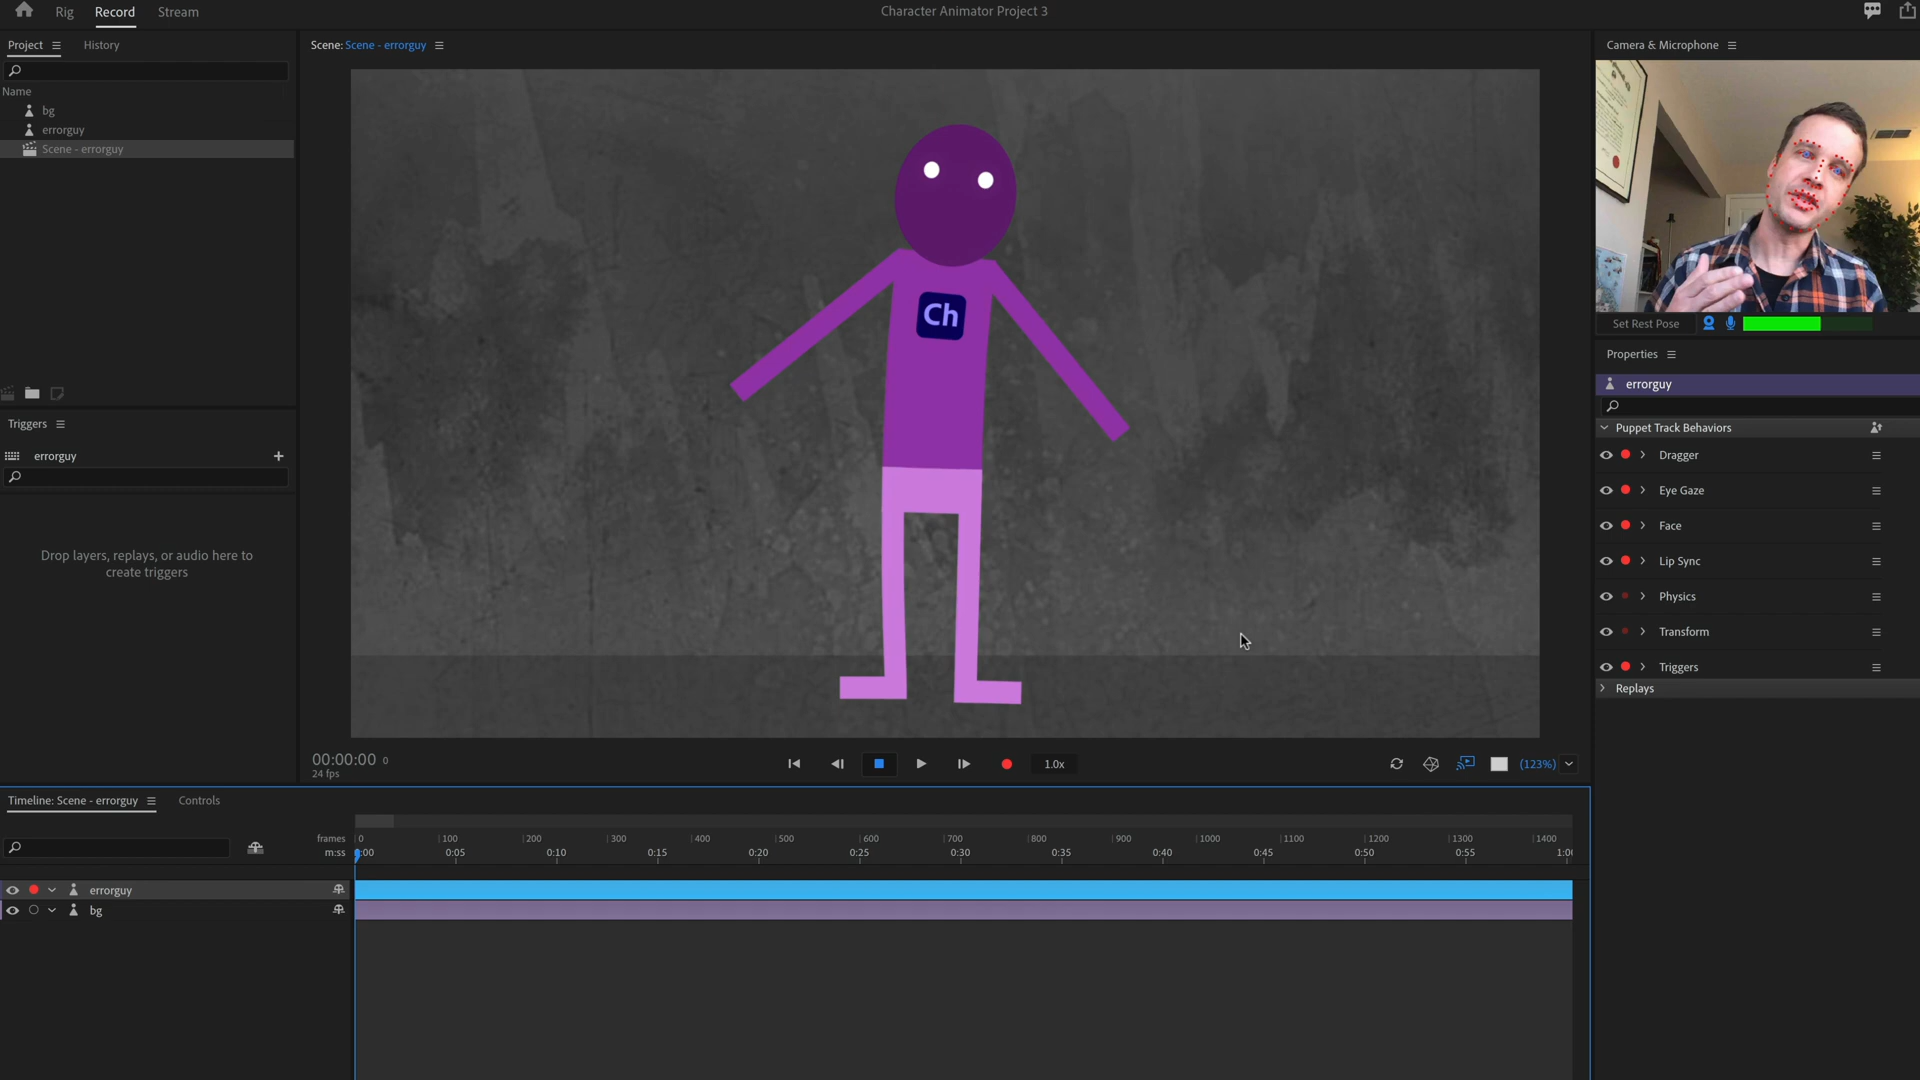 Rig Record Stream Character Animator Project 3
Project History
Scene: Scene - errorguy
Camera & Microphone
Name
bg
errorguy
Scene - errorguy
Ch
Set Rest Pose
Properties
errorguy
Puppet Track Behaviors
Dragger
Eye Gaze
Face
Lip Sync
Physics
Transform
Triggers
Replays
Triggers
errorguy
Drop layers, replays, or audio here to
create triggers
00:00:00 0
24 fps
1.0x
(123%)
Timeline: Scene - errorguy Controls
frames 0 100 200 300 400 500 600 700 800 900 1000 1100 1200 1300 1400
m:ss :00 0:05 0:10 0:15 0:20 0:25 0:30 0:35 0:40 0:45 0:50 0:55 1:0
errorguy
bg